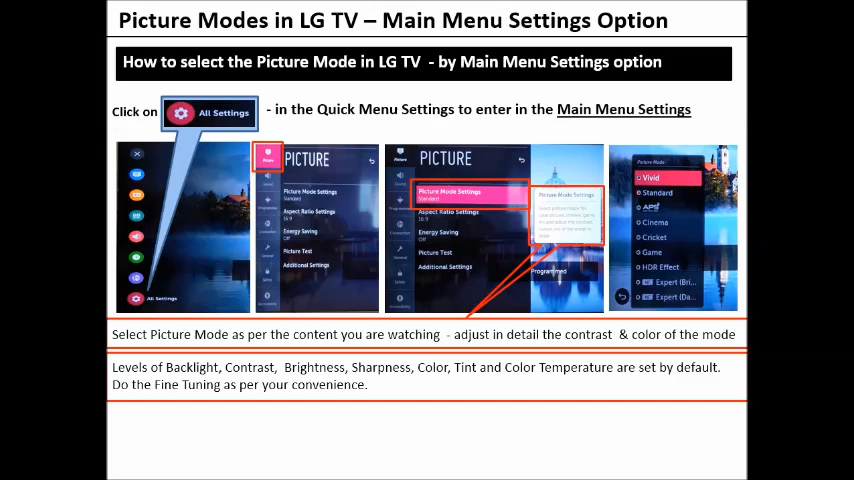 Picture Modes in LG TV – Main Menu Settings Option
How to select the Picture Mode in LG TV - by Main Menu Settings option
Click on
All Settings
- in the Quick Menu Settings to enter in the Main Menu Settings
All Settings
Picture
PICTURE
Picture Mode Settings
Standard
Aspect Ratio Settings
16:9
Energy Saving
Off
Picture Test
Additional Settings
Picture
PICTURE
Picture Mode Settings
Standard
Aspect Ratio Settings
16:9
Energy Saving
Off
Picture Test
Additional Settings
Picture Mode Settings
Programmed
Picture Mode
Vivid
Standard
APS
Cinema
Cricket
Game
HDR Effect
Expert (Bri...
Expert (Da...
Select Picture Mode as per the content you are watching - adjust in detail the contrast & color of the mode
Levels of Backlight, Contrast, Brightness, Sharpness, Color, Tint and Color Temperature are set by default.
Do the Fine Tuning as per your convenience.